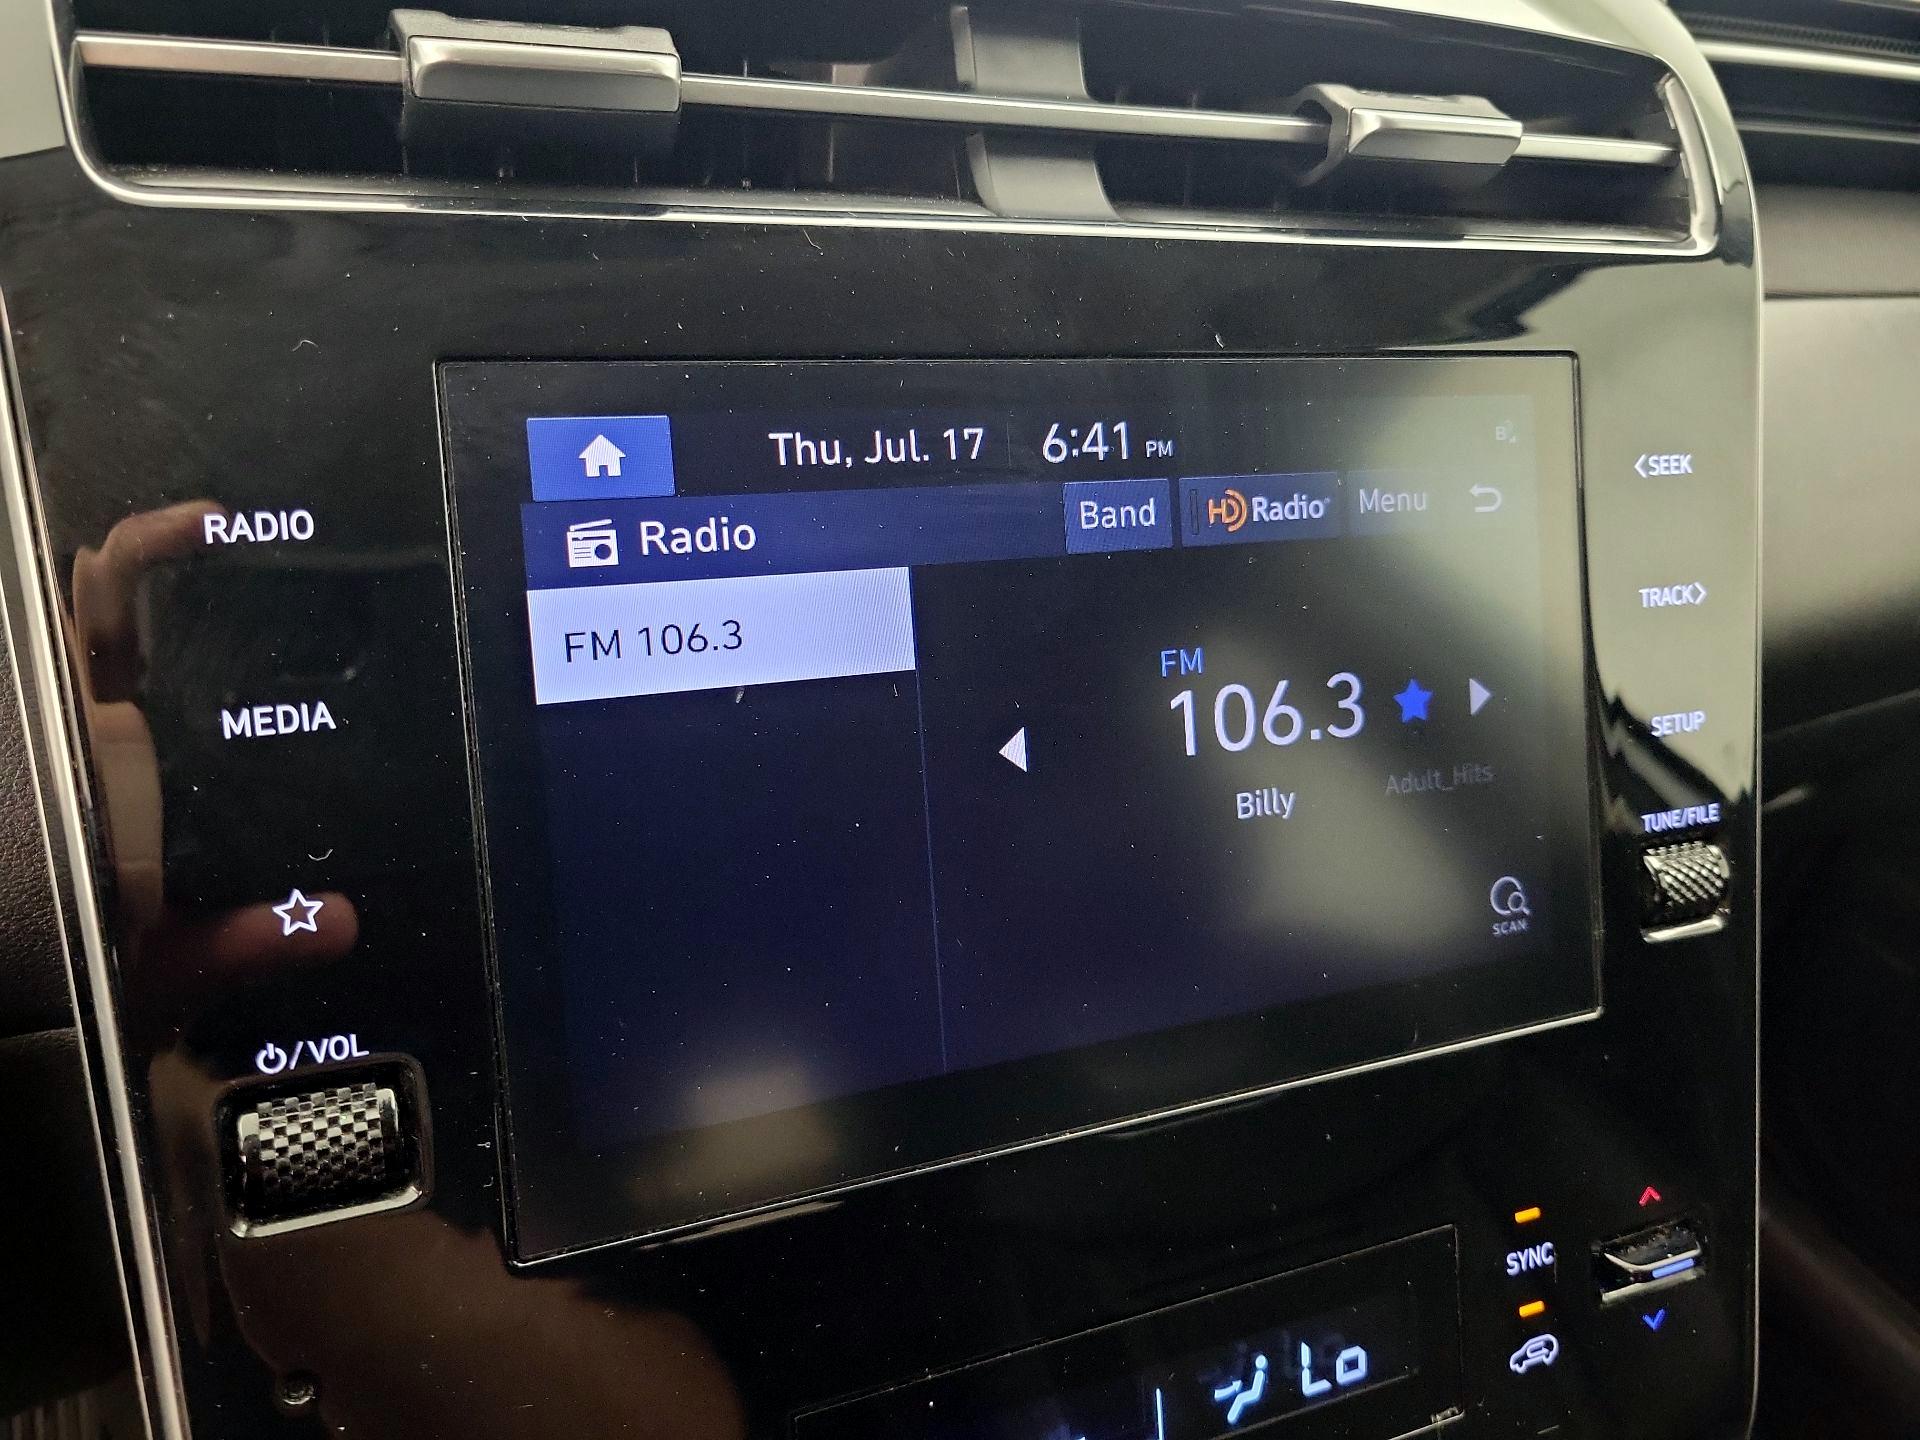 Thu, Jul. 17 6:41 PM
Radio Band HD Radio Menu
FM 106.3
FM
106.3
Billy Adult_Hits
SCAN
RADIO
MEDIA
/VOL
<SEEK
TRACK>
SETUP
TUNE/FILE
SYNC
Lo